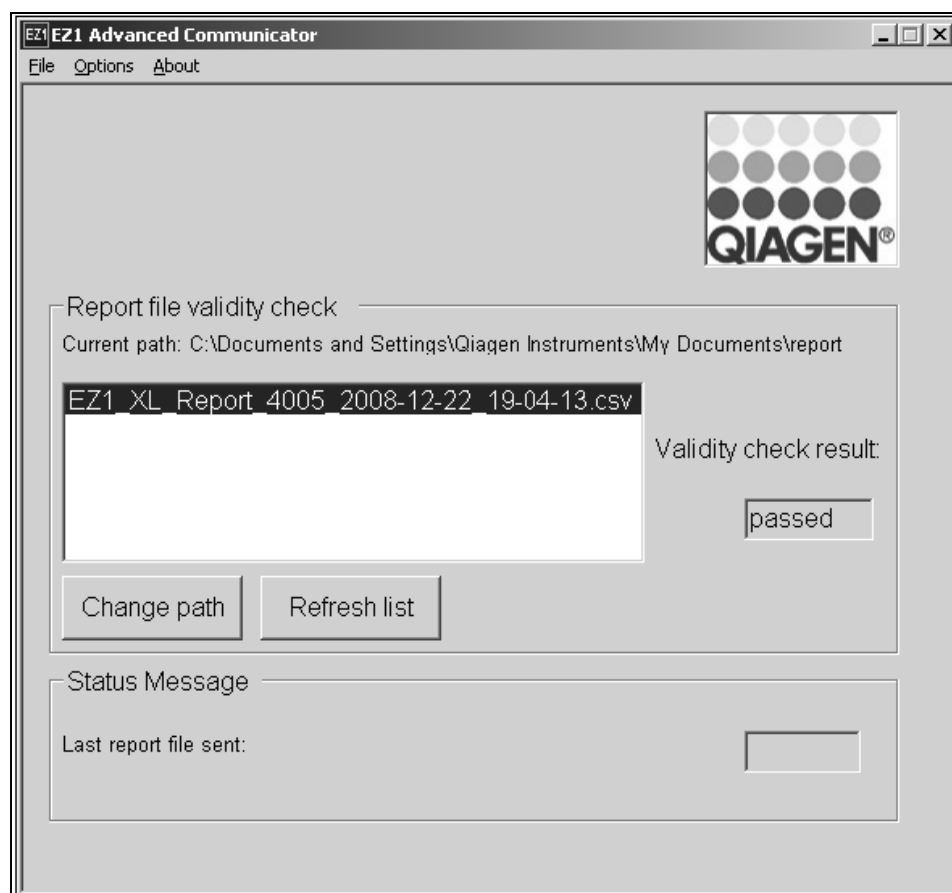 EZ1 EZ1 Advanced Communicator
File Options About
QIAGEN®
Report file validity check
Current path: C:\Documents and Settings\Qiagen Instruments\My Documents\report
EZ1_XL_Report_4005_2008-12-22_19-04-13.csv
Validity check result:
passed
Change path Refresh list
Status Message
Last report file sent: